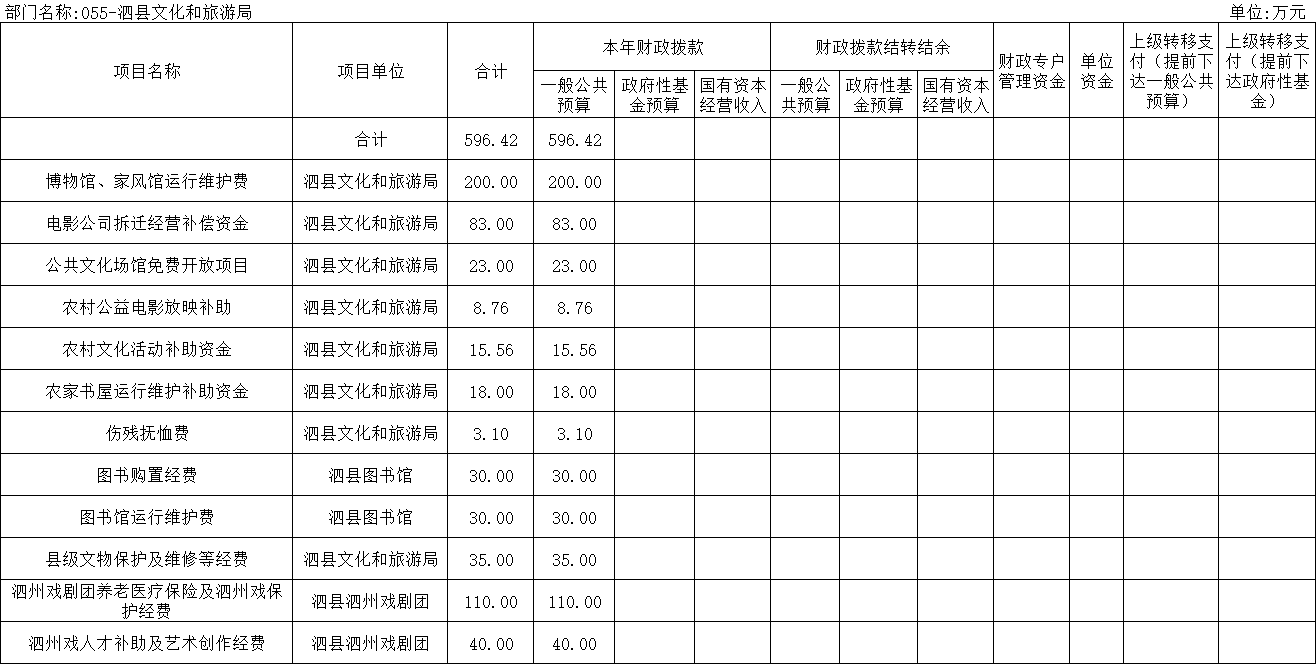 部门名称:055-泗县文化和旅游局 单位:万元
项目名称 项目单位 合计 本年财政拨款 财政拨款结转结余 财政专户管理资金 单位资金 上级转移支付（提前下达一般公共预算） 上级转移支付（提前下达政府性基金）
一般公共预算 政府性基金预算 国有资本经营收入 一般公共预算 政府性基金预算 国有资本经营收入
合计 596.42 596.42
博物馆、家风馆运行维护费 泗县文化和旅游局 200.00 200.00
电影公司拆迁经营补偿资金 泗县文化和旅游局 83.00 83.00
公共文化场馆免费开放项目 泗县文化和旅游局 23.00 23.00
农村公益电影放映补助 泗县文化和旅游局 8.76 8.76
农村文化活动补助资金 泗县文化和旅游局 15.56 15.56
农家书屋运行维护补助资金 泗县文化和旅游局 18.00 18.00
伤残抚恤费 泗县文化和旅游局 3.10 3.10
图书购置经费 泗县图书馆 30.00 30.00
图书馆运行维护费 泗县图书馆 30.00 30.00
县级文物保护及维修等经费 泗县文化和旅游局 35.00 35.00
泗州戏剧团养老医疗保险及泗州戏保护经费 泗县泗州戏剧团 110.00 110.00
泗州戏人才补助及艺术创作经费 泗县泗州戏剧团 40.00 40.00